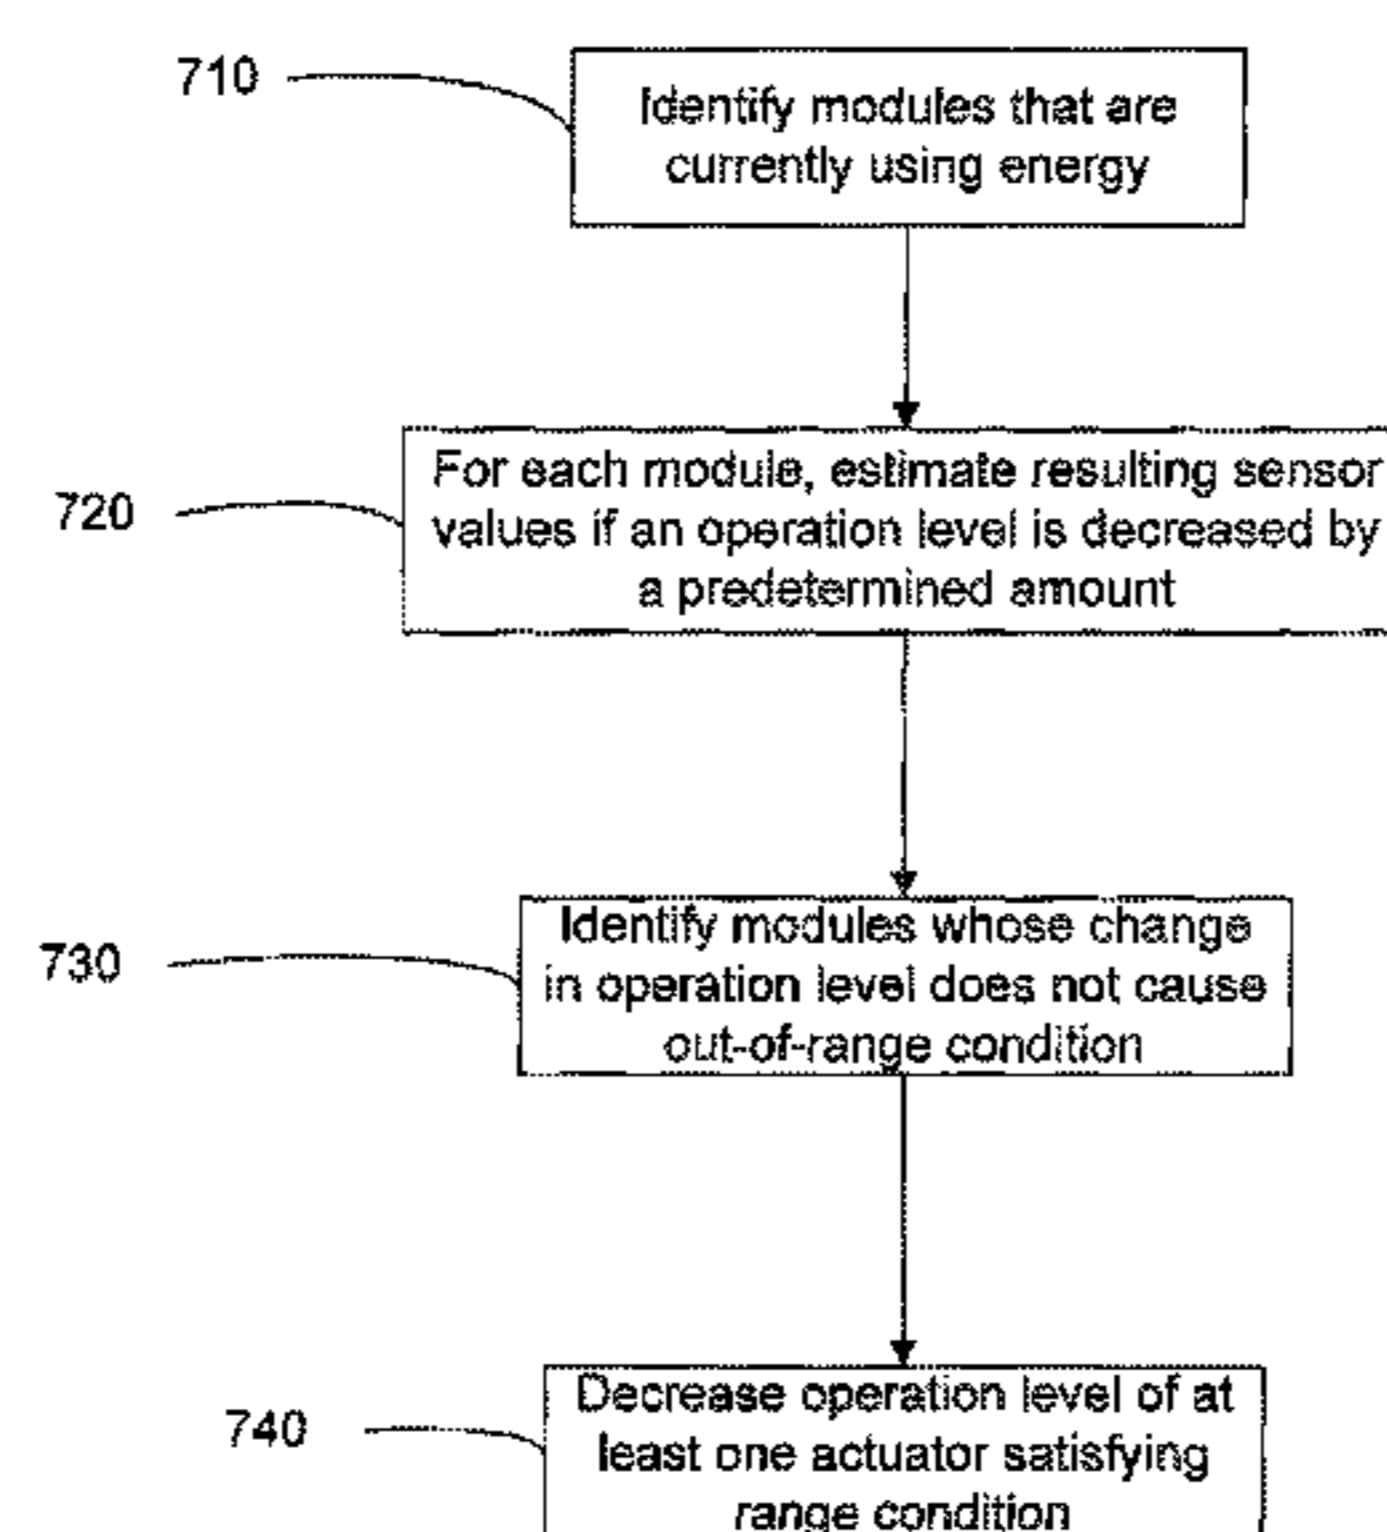 710
Identify modules that are
currently using energy
720
For each module, estimate resulting sensor
values if an operation level is decreased by
a predetermined amount
730
Identify modules whose change
in operation level does not cause
out-of-range condition
740
Decrease operation level of at
least one actuator satisfying
range condition